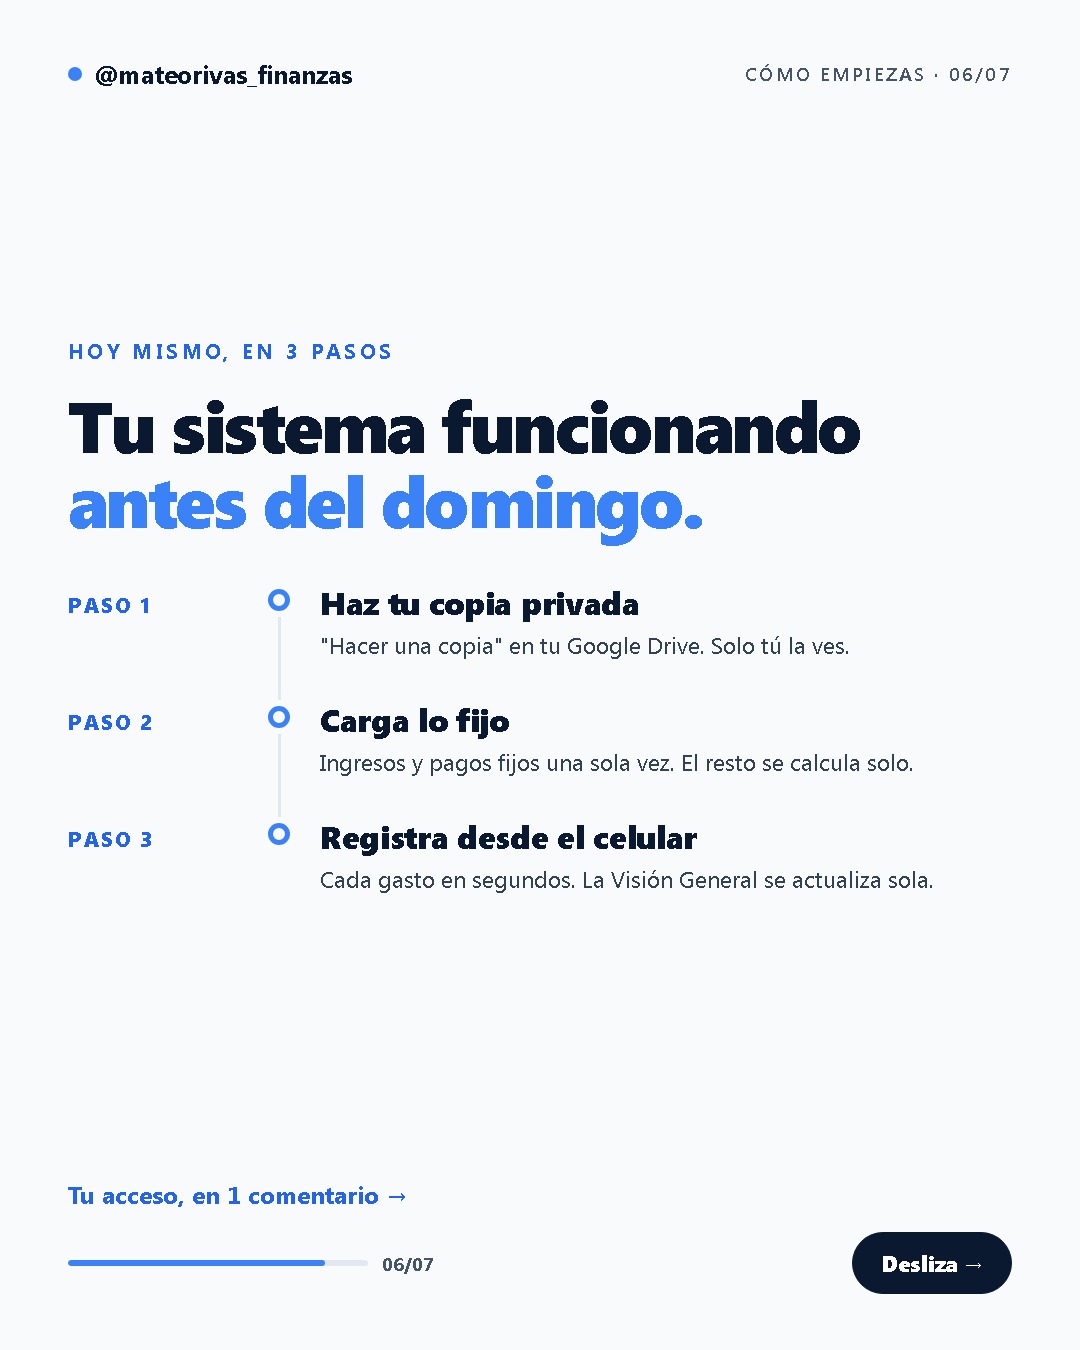 @mateorivas_finanzas
CÓMO EMPIEZAS · 06/07
HOY MISMO, EN 3 PASOS
Tu sistema funcionando
antes del domingo.
PASO 1
Haz tu copia privada
"Hacer una copia" en tu Google Drive. Solo tú la ves.
PASO 2
Carga lo fijo
Ingresos y pagos fijos una sola vez. El resto se calcula solo.
PASO 3
Registra desde el celular
Cada gasto en segundos. La Visión General se actualiza sola.
Tu acceso, en 1 comentario →
06/07
Desliza →